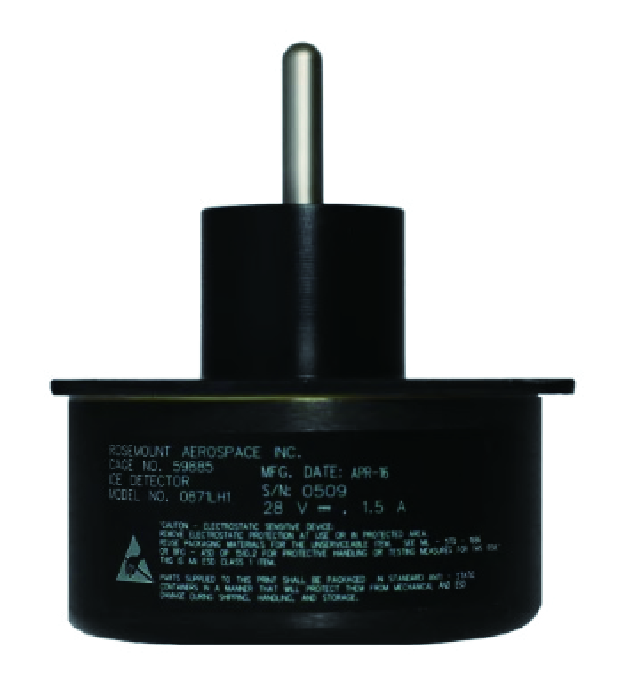 ROSEMOUNT AEROSPACE INC.
CAGE NO. 59885
ICE DETECTOR
MODEL NO. 0871LH1
MFG. DATE: APR-16
S/N: 0509
28 V ⎓ , 1.5 A
CAUTION - ELECTROSTATIC SENSITIVE DEVICE:
REMOVE ELECTROSTATIC PROTECTION AT USE OR IN PROTECTED AREA.
REUSE PACKAGING MATERIALS FOR THE UNSERVICEABLE ITEM. SEE MIL - STD - 1686
OR FOR PROTECTIVE HANDLING OR TESTING MEASURES FOR THIS
THIS IS AN ESD CLASS 1 ITEM.
PARTS SUPPLIED TO THIS PRINT SHALL BE PACKAGED IN STANDARD ANTI - STATIC
CONTAINERS IN A MANNER THAT WILL PROTECT THEM FROM MECHANICAL AND ESD
DAMAGE DURING SHIPPING, HANDLING, AND STORAGE.